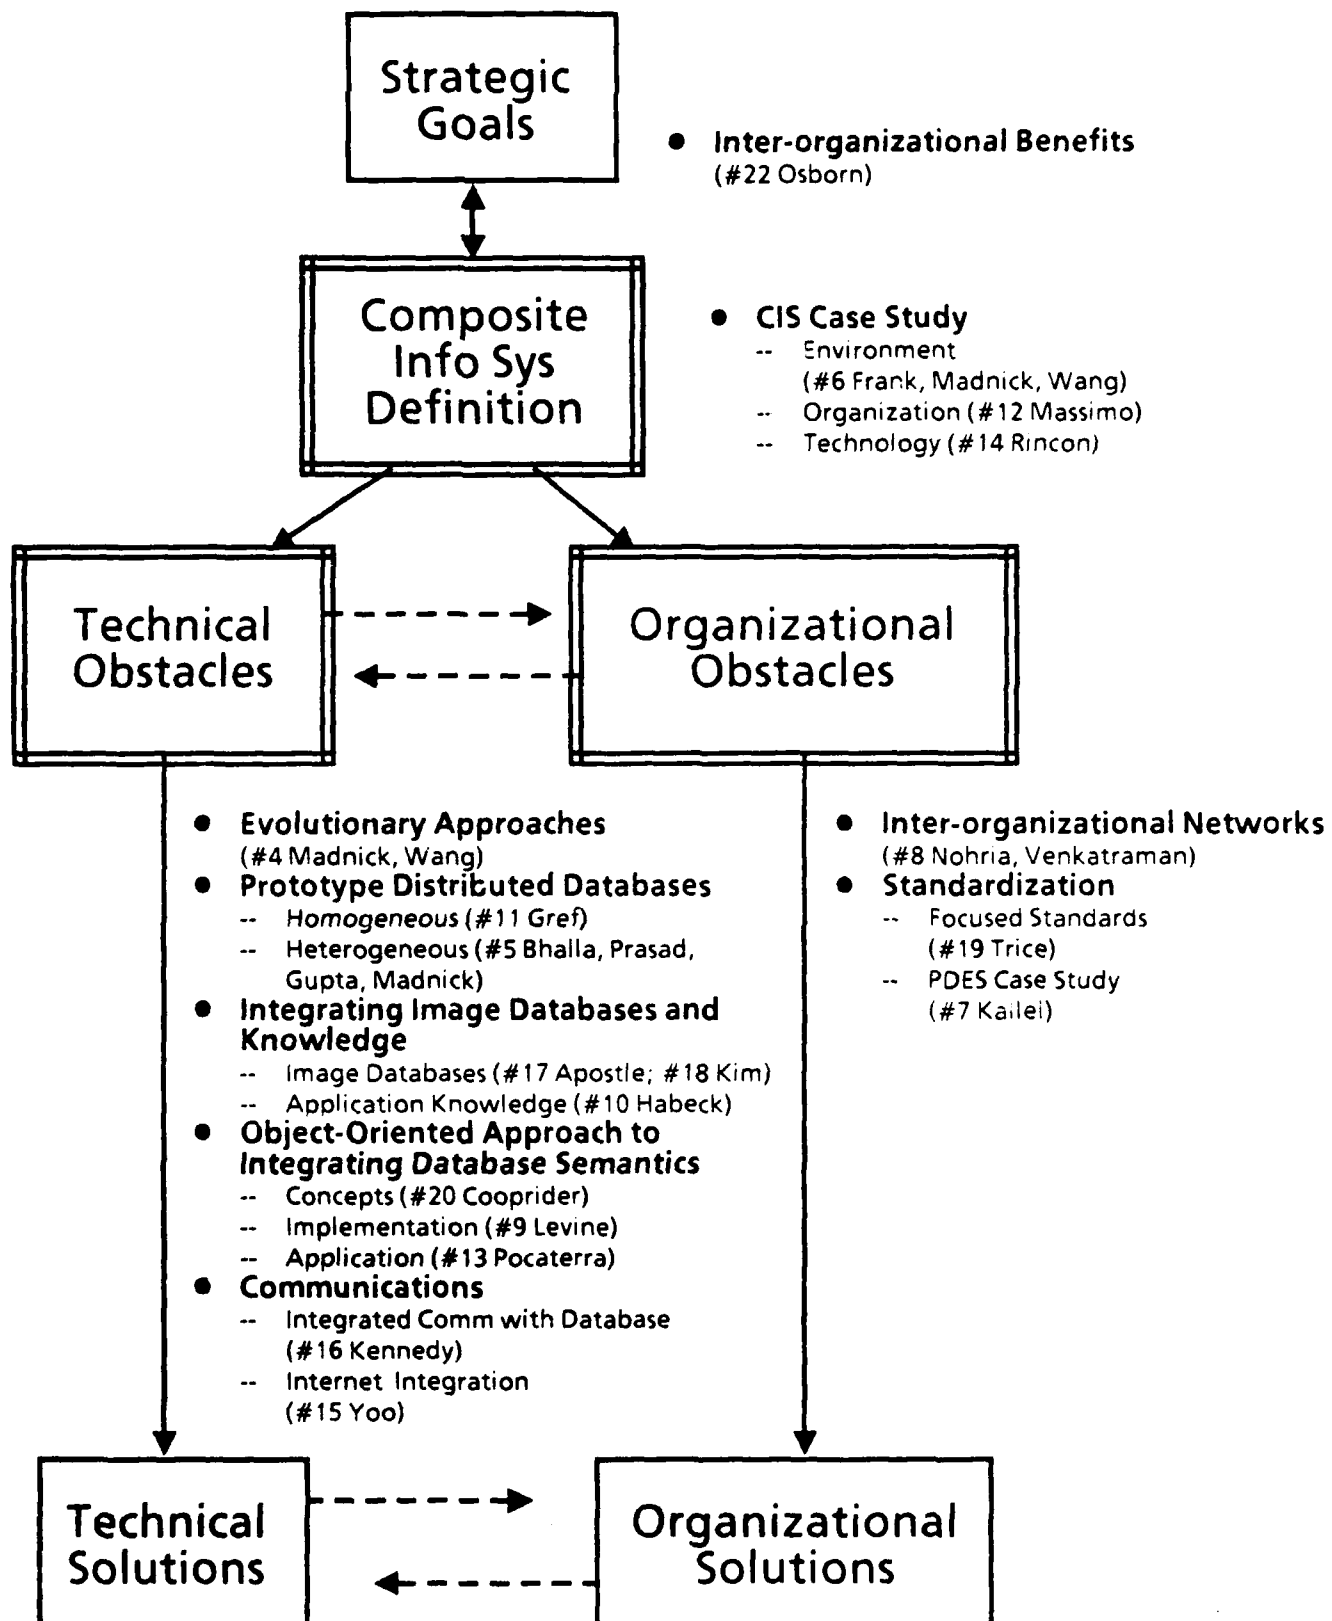 Strategic
Goals
● Inter-organizational Benefits
(#22 Osborn)
Composite
Info Sys
Definition
● CIS Case Study
-- Environment
(#6 Frank, Madnick, Wang)
-- Organization (#12 Massimo)
-- Technology (#14 Rincon)
Technical
Obstacles
Organizational
Obstacles
● Evolutionary Approaches
(#4 Madnick, Wang)
● Prototype Distributed Databases
-- Homogeneous (#11 Gref)
-- Heterogeneous (#5 Bhalla, Prasad,
Gupta, Madnick)
● Integrating Image Databases and
Knowledge
-- Image Databases (#17 Apostle; #18 Kim)
-- Application Knowledge (#10 Habeck)
● Object-Oriented Approach to
Integrating Database Semantics
-- Concepts (#20 Cooprider)
-- Implementation (#9 Levine)
-- Application (#13 Pocaterra)
● Communications
-- Integrated Comm with Database
(#16 Kennedy)
-- Internet Integration
(#15 Yoo)
● Inter-organizational Networks
(#8 Nohria, Venkatraman)
● Standardization
-- Focused Standards
(#19 Trice)
-- PDES Case Study
(#7 Kallei)
Technical
Solutions
Organizational
Solutions